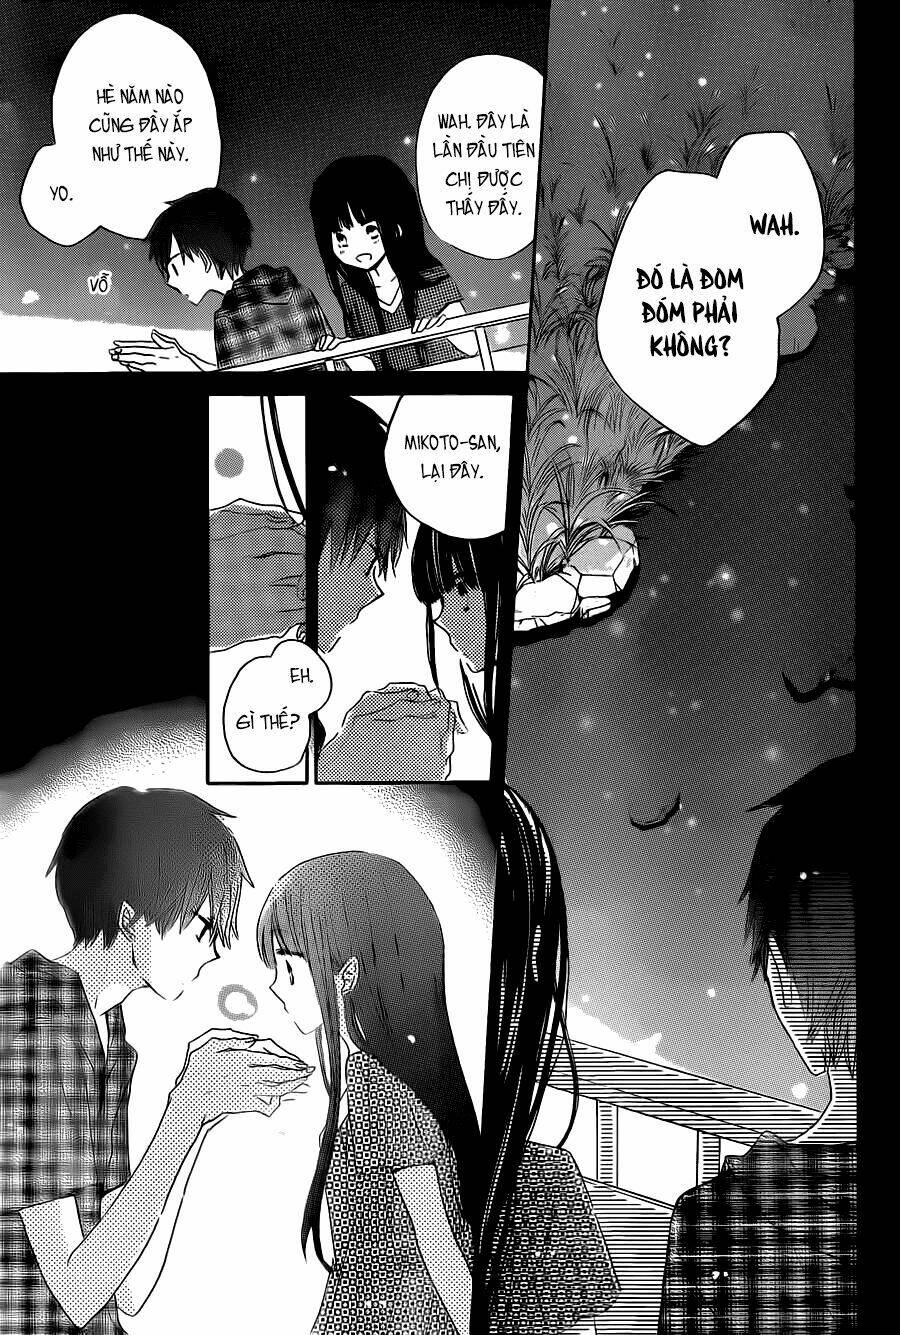 WAH.
ĐÓ LÀ ĐOM
ĐÓM PHẢI
KHÔNG?
WAH. ĐÂY LÀ
LẦN ĐẦU TIÊN
CHỊ ĐƯỢC
THẤY ĐẤY.
HÈ NĂM NÀO
CŨNG ĐẦY ẮP
NHƯ THẾ NÀY.
YO.
VỖ
MIKOTO-SAN,
LẠI ĐÂY.
EH.
GÌ THẾ?